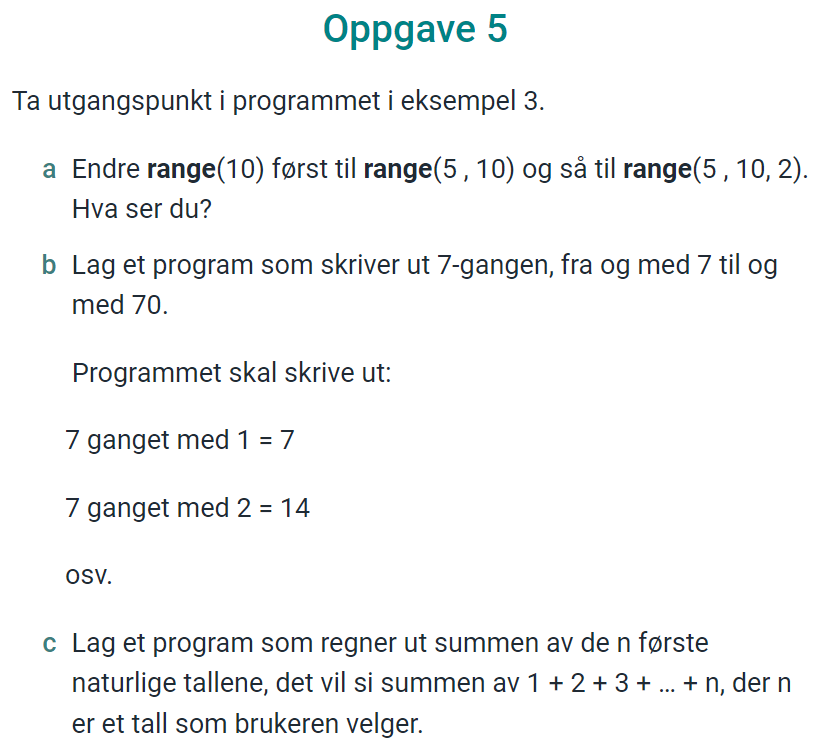 Oppgave 5
Ta utgangspunkt i programmet i eksempel 3.
a Endre range(10) først til range(5 , 10) og så til range(5 , 10, 2).
Hva ser du?
b Lag et program som skriver ut 7-gangen, fra og med 7 til og
med 70.
Programmet skal skrive ut:
7 ganget med 1 = 7
7 ganget med 2 = 14
osv.
c Lag et program som regner ut summen av de n første
naturlige tallene, det vil si summen av 1 + 2 + 3 + ... + n, der n
er et tall som brukeren velger.